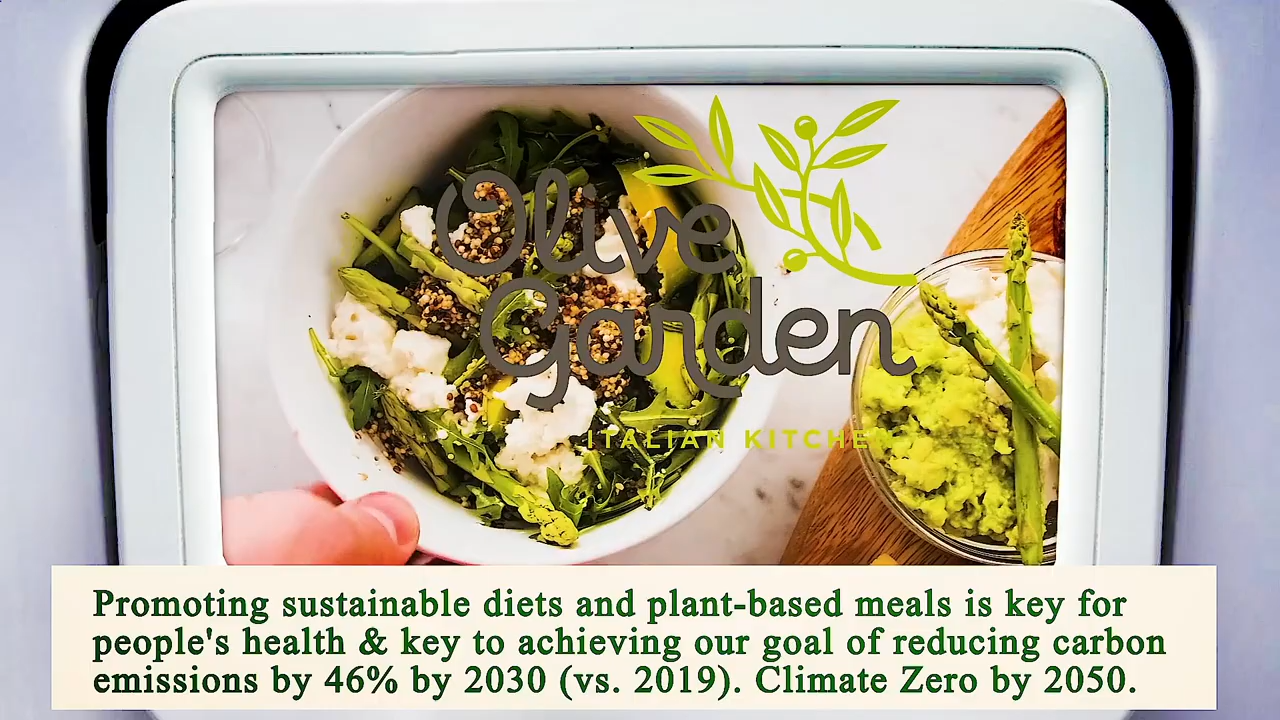 Olive
Garden
ITALIAN KITCHEN
Promoting sustainable diets and plant-based meals is key for
people's health & key to achieving our goal of reducing carbon
emissions by 46% by 2030 (vs. 2019). Climate Zero by 2050.